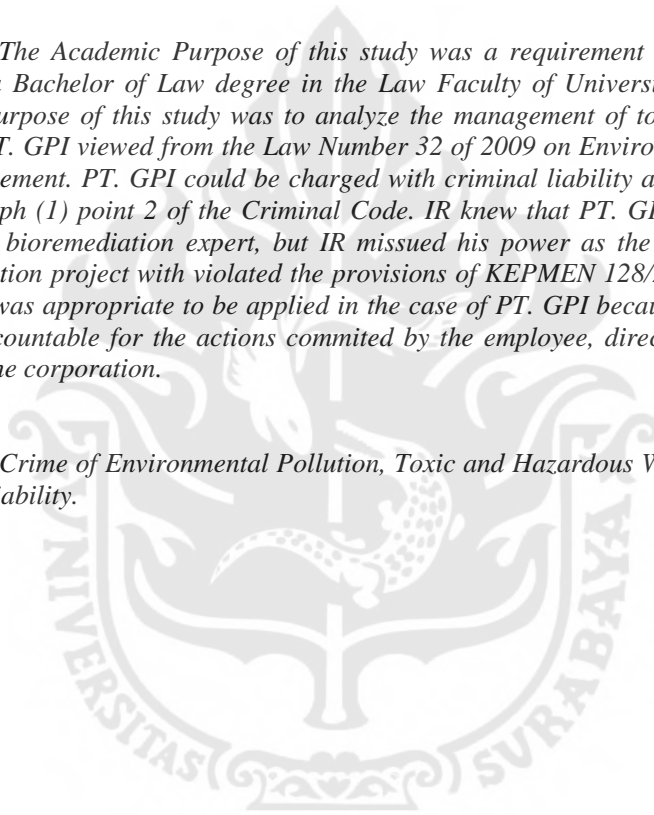 The Academic Purpose of this study was a requirement
Bachelor of Law degree in the Law Faculty of Universi
urpose of this study was to analyze the management of to
T. GPI viewed from the Law Number 32 of 2009 on Enviro
ement. PT. GPI could be charged with criminal liability a
ph (1) point 2 of the Criminal Code. IR knew that PT. GI
bioremediation expert, but IR missued his power as the
tion project with violated the provisions of KEPMEN 128/
was appropriate to be applied in the case of PT. GPI becau
countable for the actions commited by the employee, direc
he corporation.
Crime of Environmental Pollution, Toxic and Hazardous W
iability.
UNIVERSITAS SURABAYA